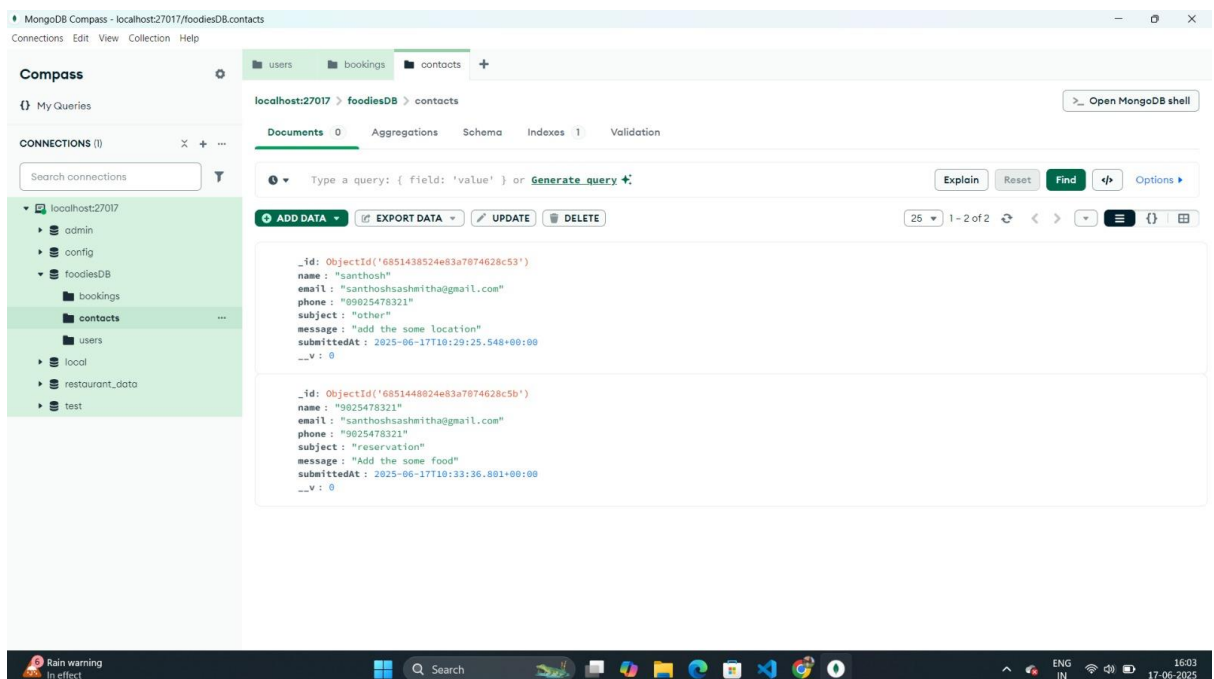 MongoDB Compass - localhost:27017/foodiesDB.contacts
Connections Edit View Collection Help
Compass
{} My Queries
CONNECTIONS (1)
Search connections
localhost:27017
admin
config
foodiesDB
bookings
contacts
users
local
restaurant_data
test
users bookings contacts
localhost:27017 > foodiesDB > contacts
>_ Open MongoDB shell
Documents 0 Aggregations Schema Indexes 1 Validation
Type a query: { field: 'value' } or Generate query
Explain Reset Find </> Options
ADD DATA EXPORT DATA UPDATE DELETE
25 1 – 2 of 2 {}
_id: ObjectId('6851438524e83a7074628c53')
name : "santhosh"
email : "santhoshsashmitha@gmail.com"
phone : "09025478321"
subject : "other"
message : "add the some location"
submittedAt : 2025-06-17T10:29:25.548+00:00
__v : 0
_id: ObjectId('6851448024e83a7074628c5b')
name : "9025478321"
email : "santhoshsashmitha@gmail.com"
phone : "9025478321"
subject : "reservation"
message : "Add the some food"
submittedAt : 2025-06-17T10:33:36.801+00:00
__v : 0
6
Rain warning
In effect
Search
ENG
IN
16:03
17-06-2025